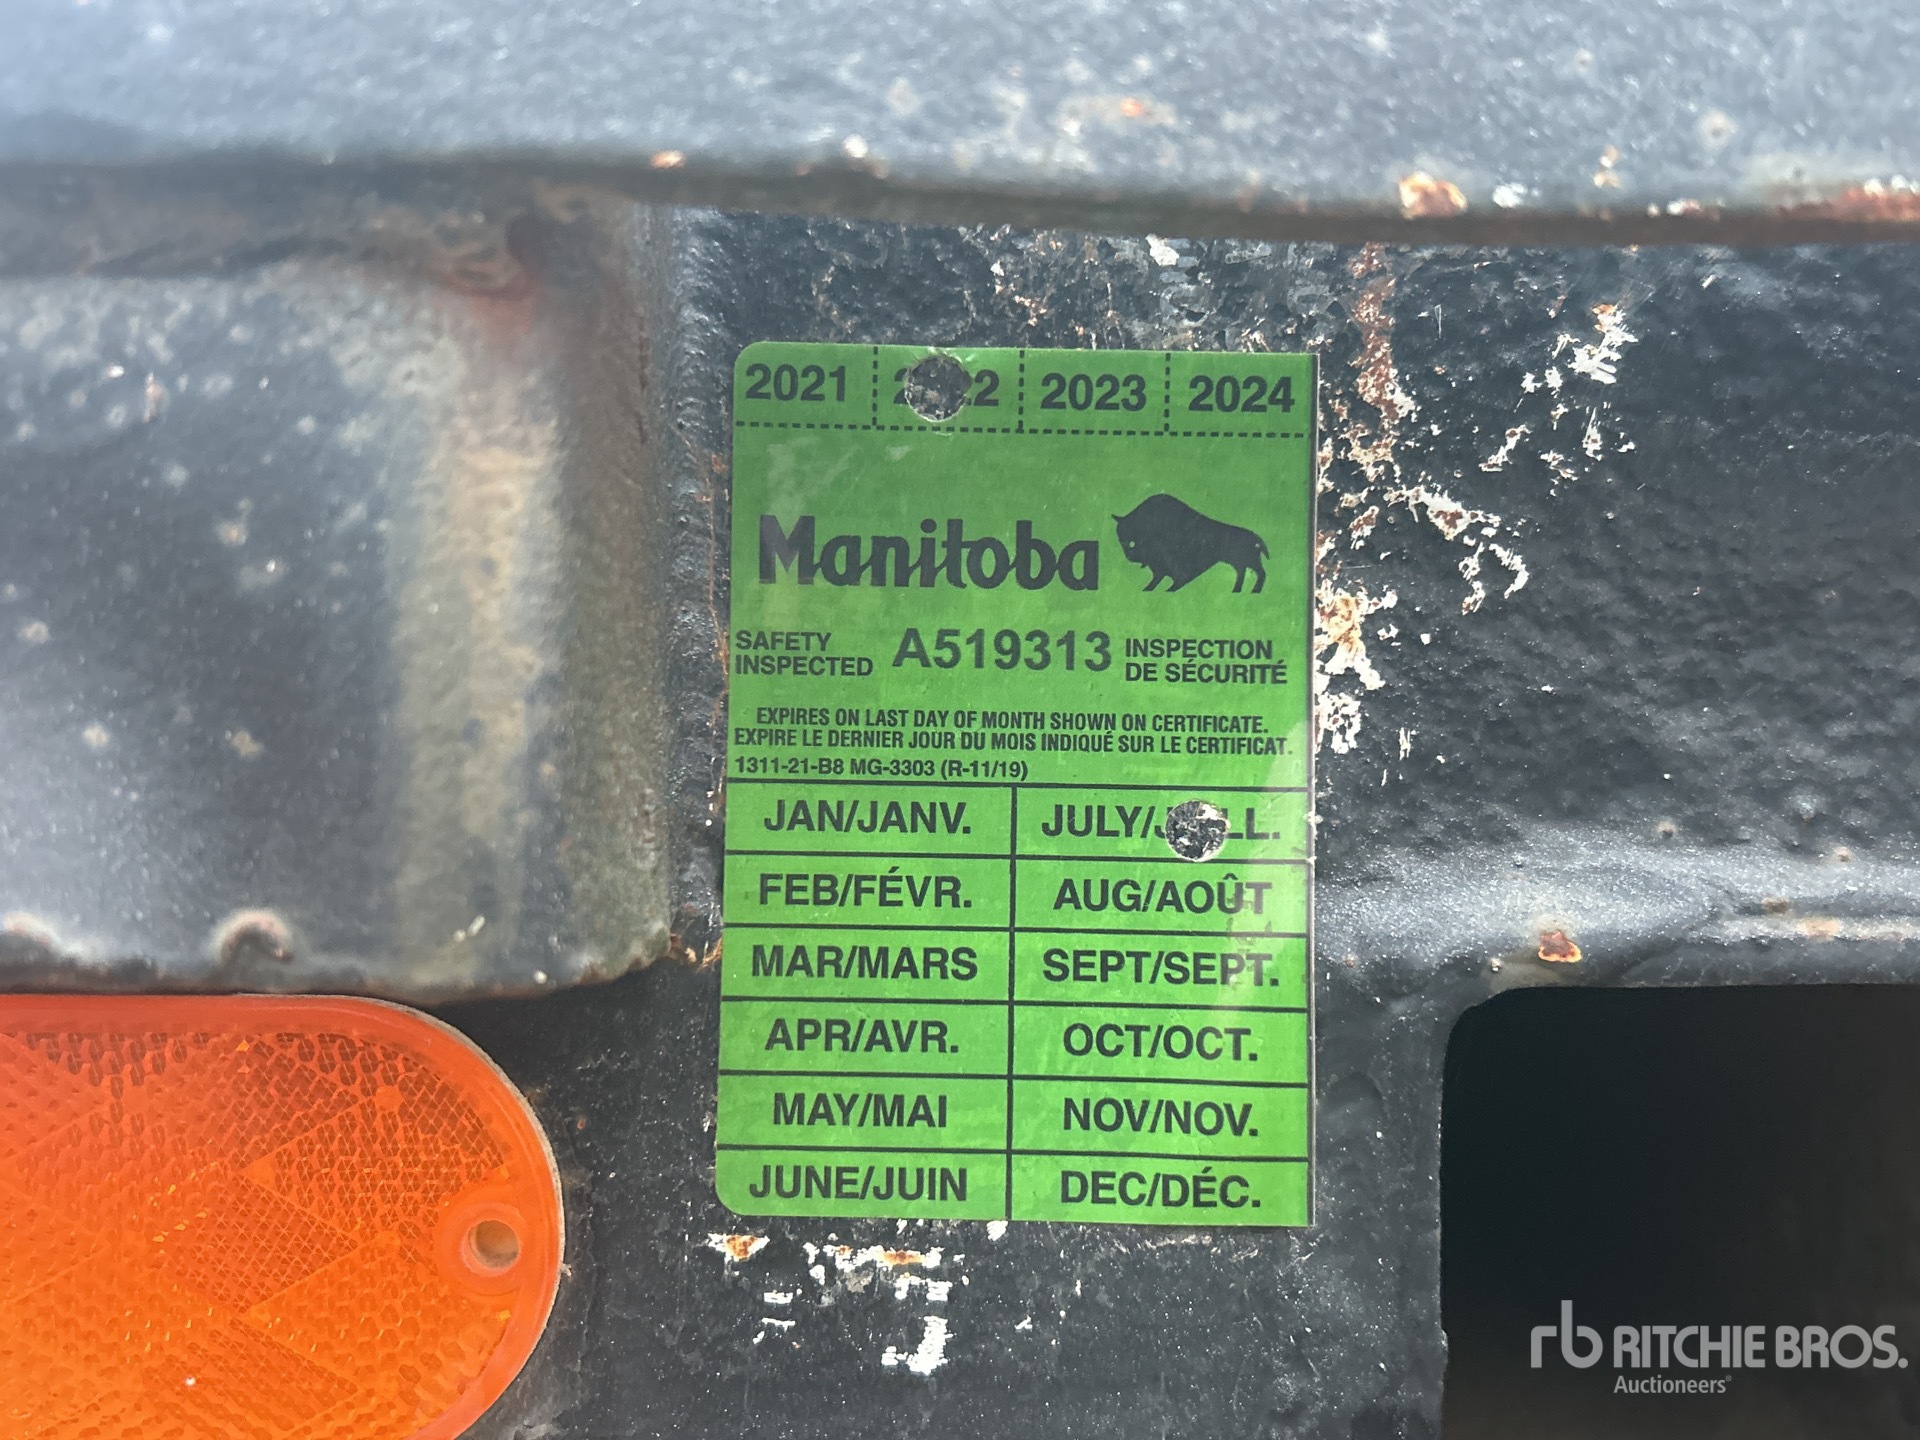 2021 2023 2024
Manitoba
SAFETY INSPECTED A519313 INSPECTION DE SÉCURITÉ
EXPIRES ON LAST DAY OF MONTH SHOWN ON CERTIFICATE.
EXPIRE LE DERNIER JOUR DU MOIS INDIQUÉ SUR LE CERTIFICAT.
1311-21-B8 MG-3303 (R-11/19)
JAN/JANV. JULY/
FEB/FÉVR. AUG/AOÛT
MAR/MARS SEPT/SEPT.
APR/AVR. OCT/OCT.
MAY/MAI NOV/NOV.
JUNE/JUIN DEC/DÉC.
rb RITCHIE BROS.
Auctioneers®